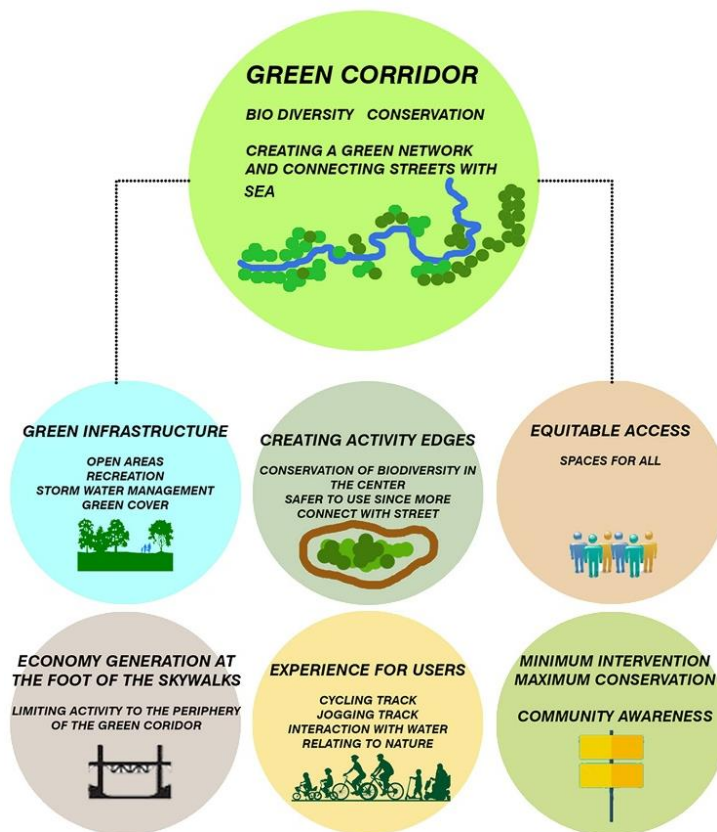 GREEN CORRIDOR
BIO DIVERSITY CONSERVATION
CREATING A GREEN NETWORK
AND CONNECTING STREETS WITH
SEA
GREEN INFRASTRUCTURE
OPEN AREAS
RECREATION
STORM WATER MANAGEMENT
GREEN COVER
CREATING ACTIVITY EDGES
CONSERVATION OF BIODIVERSITY IN
THE CENTER
SAFER TO USE SINCE MORE
CONNECT WITH STREET
EQUITABLE ACCESS
SPACES FOR ALL
ECONOMY GENERATION AT
THE FOOT OF THE SKYWALKS
LIMITING ACTIVITY TO THE PERIPHERY
OF THE GREEN CORIDOR
EXPERIENCE FOR USERS
CYCLING TRACK
JOGGING TRACK
INTERACTION WITH WATER
RELATING TO NATURE
MINIMUM INTERVENTION
MAXIMUM CONSERVATION
COMMUNITY AWARENESS